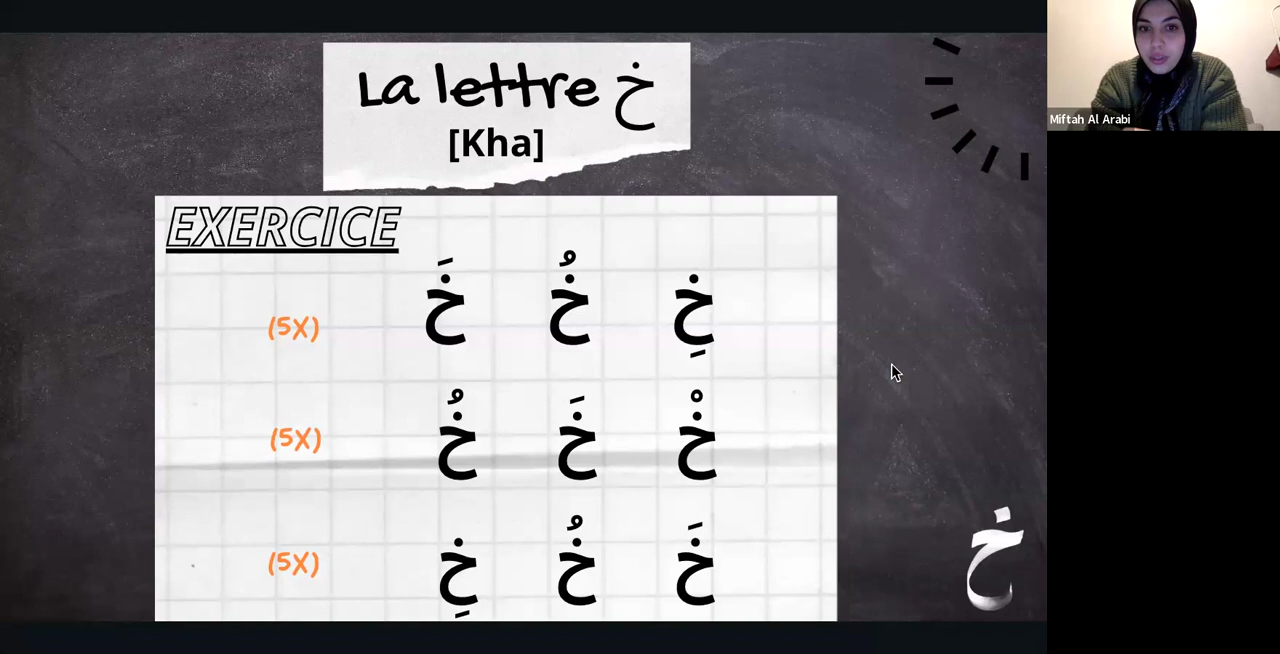 La lettre خ
[Kha]
Miftah Al Arabi
EXERCICE
خِ خُ خَ (5X)
خْ خَ خُ (5X)
خَ خُ خِ (5X)
خ